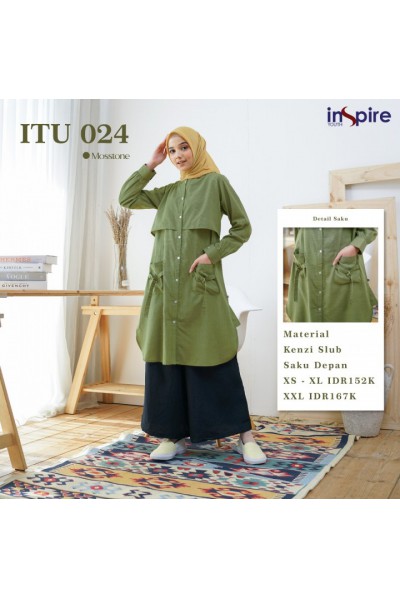 ITU 024
Mosstone
inspire
YOUTH
Detail Saku
Material
Kenzi Slub
Saku Depan
XS - XL IDR152K
XXL IDR167K